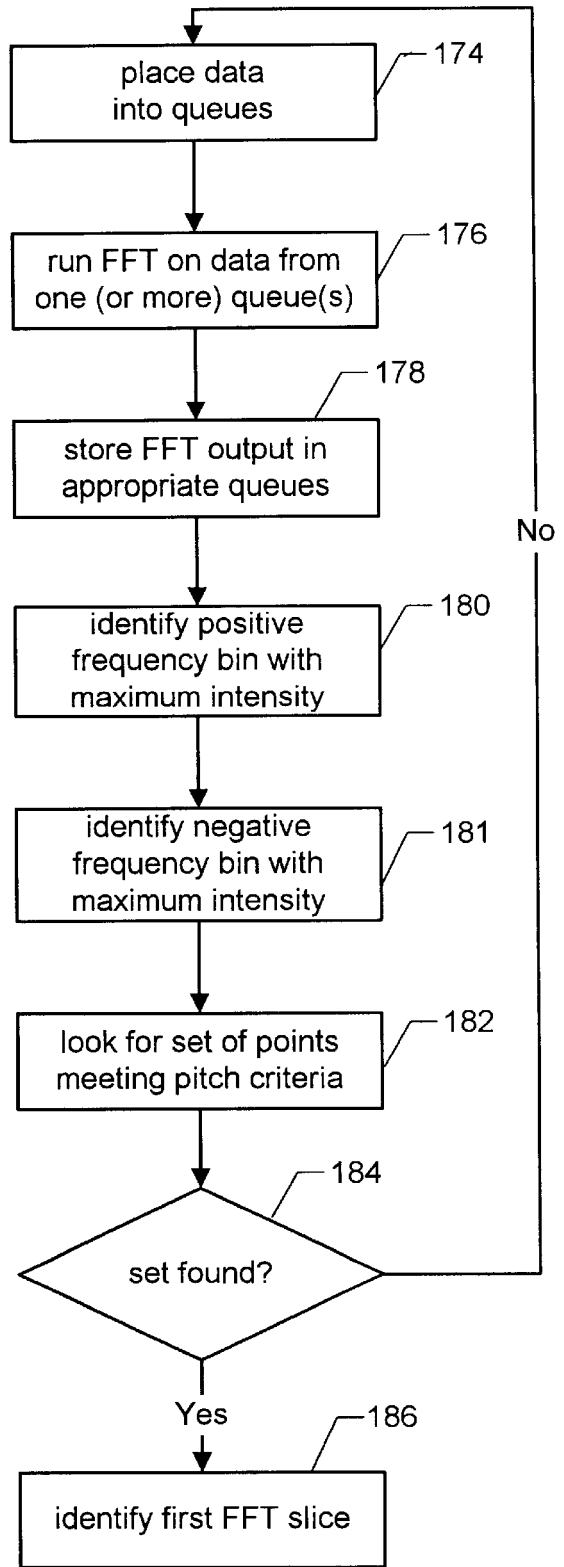 place data
into queues
174
run FFT on data from
one (or more) queue(s)
176
store FFT output in
appropriate queues
178
No
identify positive
frequency bin with
maximum intensity
180
identify negative
frequency bin with
maximum intensity
181
look for set of points
meeting pitch criteria
182
set found?
184
Yes
identify first FFT slice
186